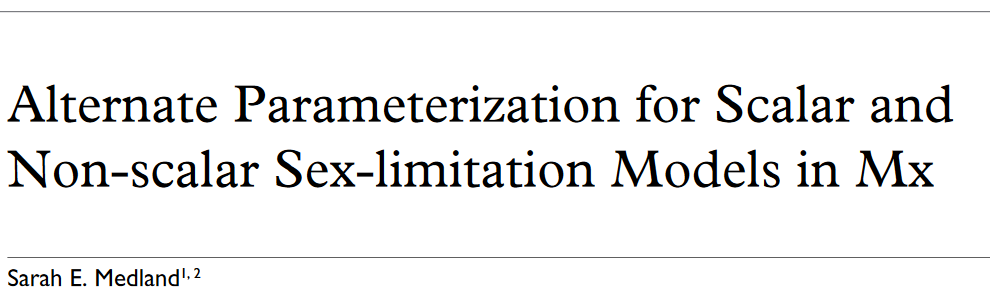 Alternate Parameterization for Scalar and
Non-scalar Sex-limitation Models in Mx
Sarah E. Medland1, 2